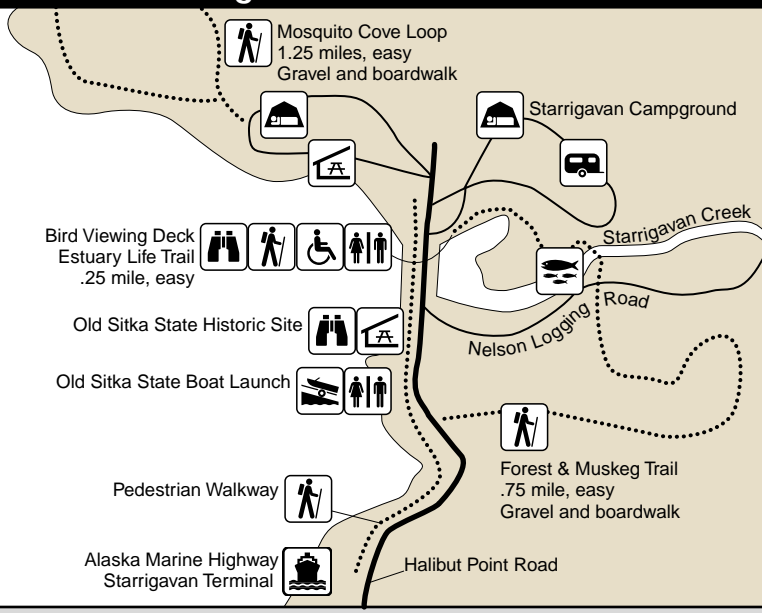 Mosquito Cove Loop
1.25 miles, easy
Gravel and boardwalk
Starrigavan Campground
Starrigavan Creek
Bird Viewing Deck
Estuary Life Trail
.25 mile, easy
Nelson Logging Road
Old Sitka State Historic Site
Old Sitka State Boat Launch
Forest & Muskeg Trail
.75 mile, easy
Gravel and boardwalk
Pedestrian Walkway
Alaska Marine Highway
Starrigavan Terminal
Halibut Point Road